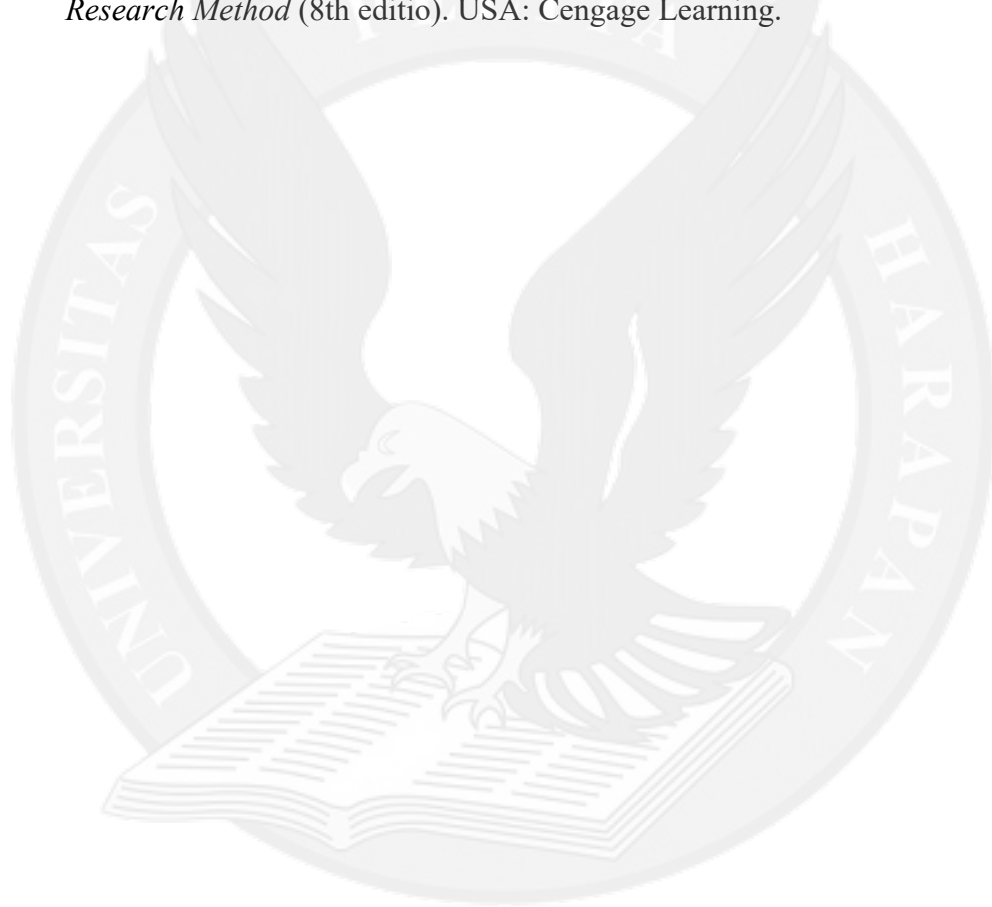 Research Method (8th editio). USA: Cengage Learning.
UNIVERSITAS
HARAPAN